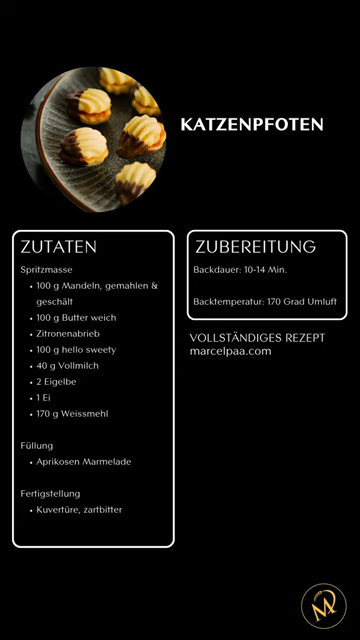 KATZENPFOTEN
ZUTATEN
Spritzmasse
• 100 g Mandeln, gemahlen &
geschält
• 100 g Butter weich
• Zitronenabrieb
• 100 g hello sweety
• 40 g Vollmilch
• 2 Eigelbe
• 1 Ei
• 170 g Weissmehl
Füllung
• Aprikosen Marmelade
Fertigstellung
• Kuvertüre, zartbitter
ZUBEREITUNG
Backdauer: 10-14 Min.
Backtemperatur: 170 Grad Umluft
VOLLSTÄNDIGES REZEPT
marcelpaa.com